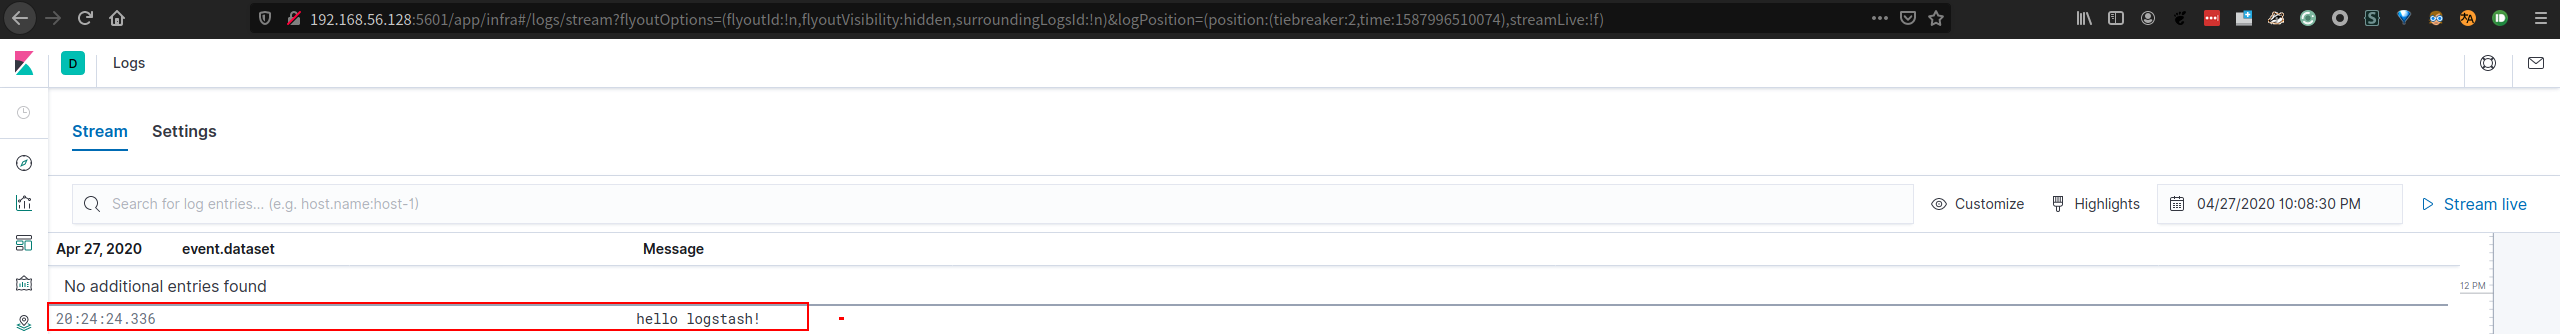 192.168.56.128:5601/app/infra#/logs/stream?flyoutOptions=(flyoutId:!n,flyoutVisibility:hidden,surroundingLogsId:!n)&logPosition=(position:(tiebreaker:2,time:1587996510074),streamLive:!f)
D Logs
Stream Settings
Search for log entries... (e.g. host.name:host-1) Customize Highlights 04/27/2020 10:08:30 PM Stream live
Apr 27, 2020 event.dataset Message
No additional entries found
12 PM
20:24:24.336 hello logstash!